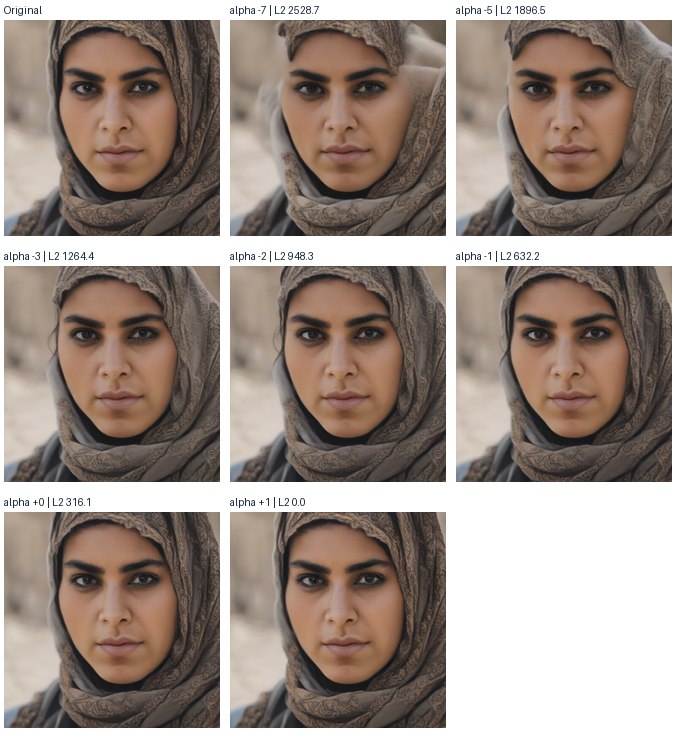 Original
alpha -7 | L2 2528.7
alpha -5 | L2 1896.5
alpha -3 | L2 1264.4
alpha -2 | L2 948.3
alpha -1 | L2 632.2
alpha +0 | L2 316.1
alpha +1 | L2 0.0